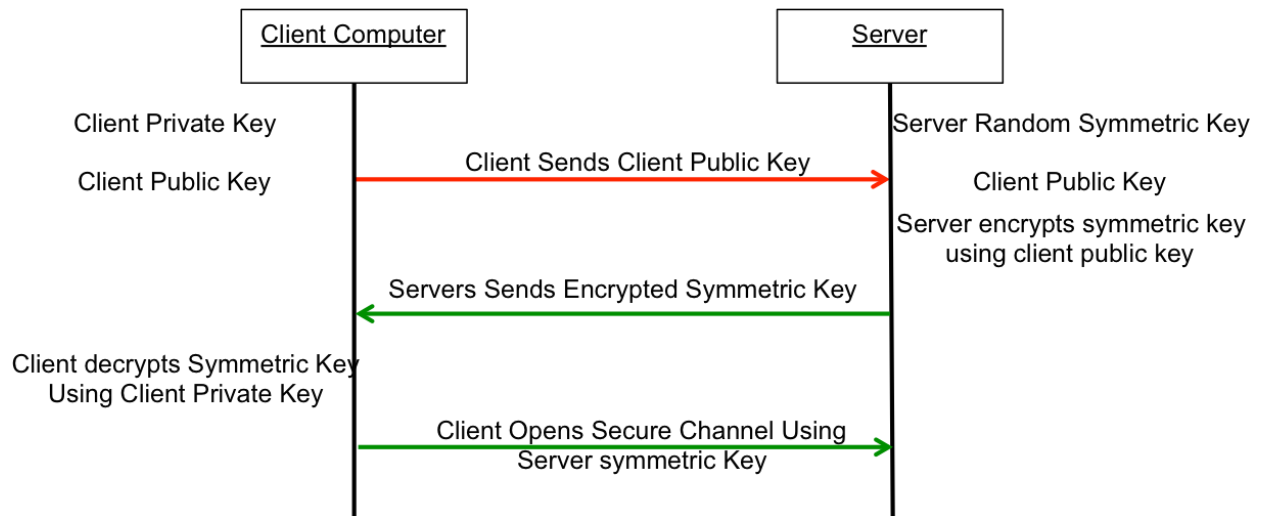 Client Computer
Server
Client Private Key
Server Random Symmetric Key
Client Sends Client Public Key
Client Public Key
Client Public Key
Server encrypts symmetric key
using client public key
Servers Sends Encrypted Symmetric Key
Client decrypts Symmetric Key
Using Client Private Key
Client Opens Secure Channel Using
Server symmetric Key